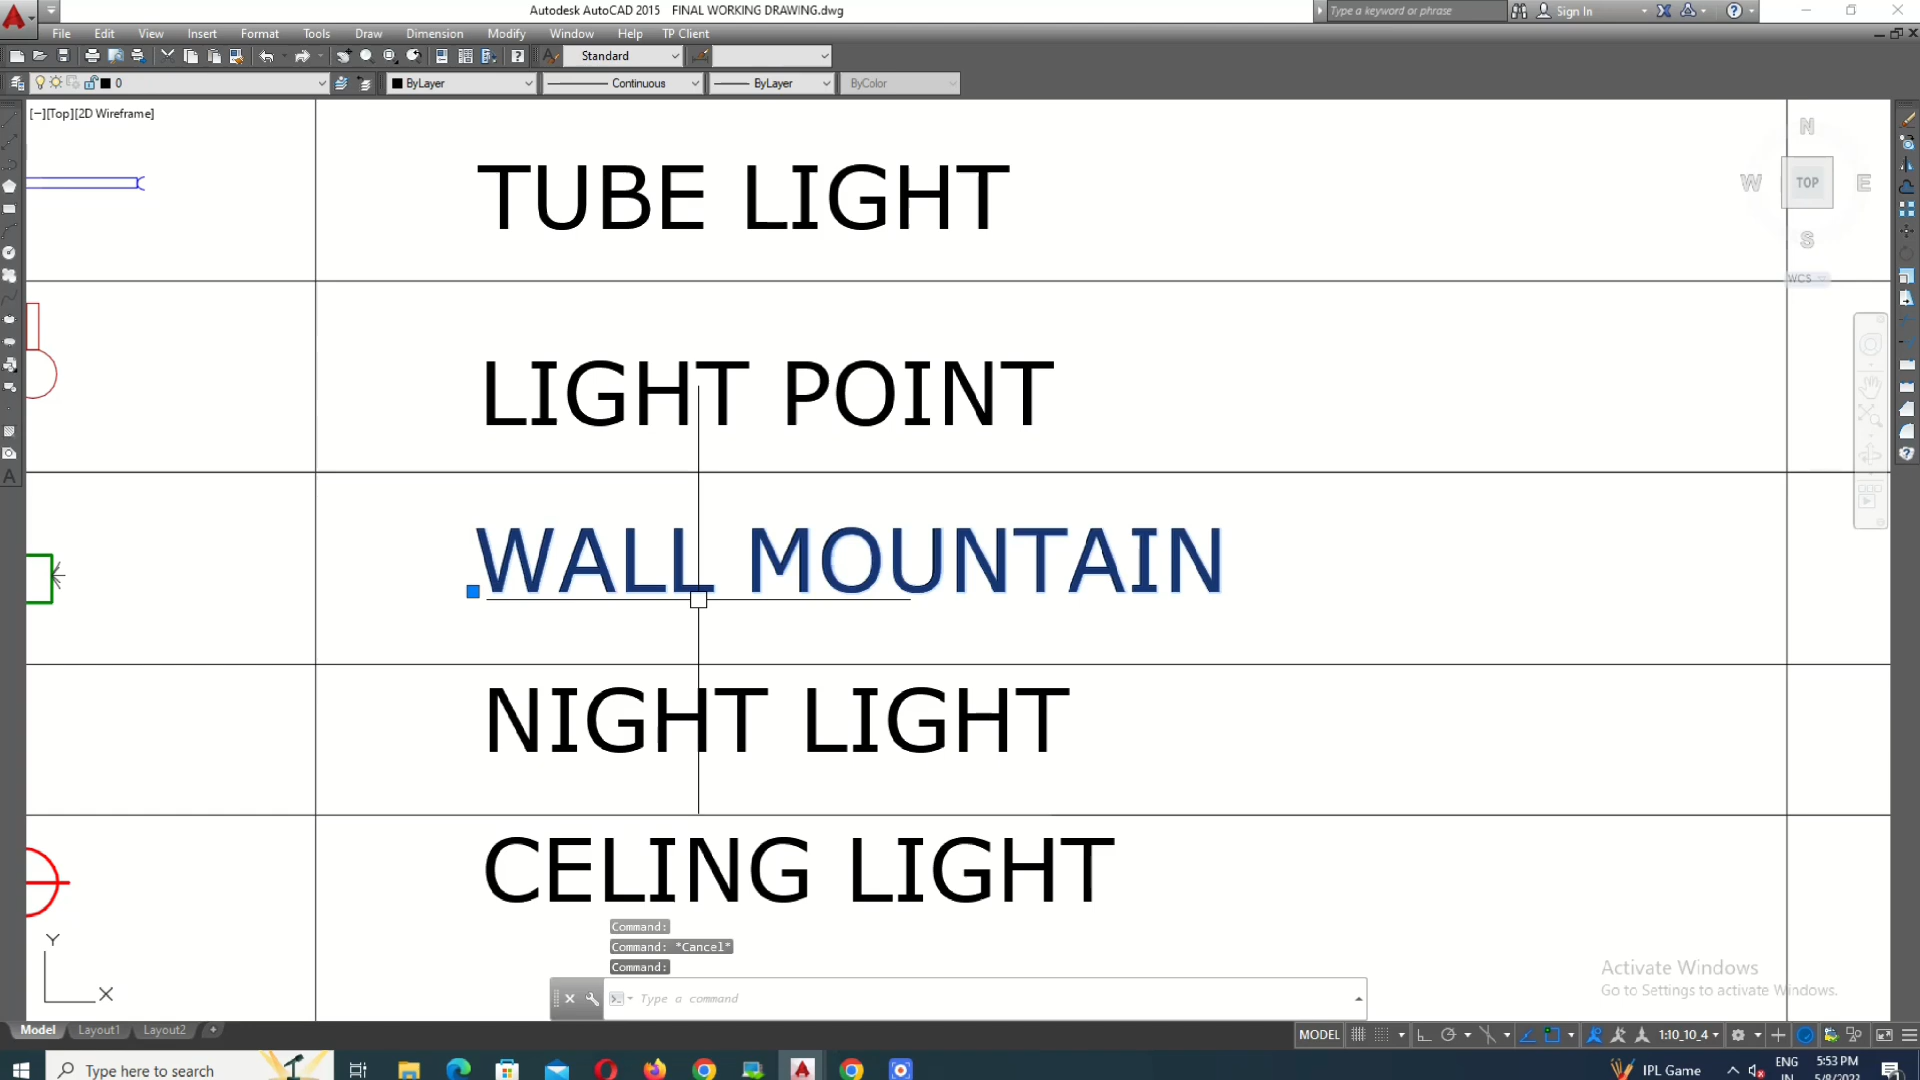 Autodesk AutoCAD 2015 FINAL WORKING DRAWING.dwg
Type a keyword or phrase
Sign In
File Edit View Insert Format Tools Draw Dimension Modify Window Help TP Client
Standard
0 ByLayer Continuous ByLayer ByColor
[−][Top][2D Wireframe]
N
W TOP E
S
WCS
TUBE LIGHT
LIGHT POINT
WALL MOUNTAIN
NIGHT LIGHT
CELING LIGHT
Command:
Command: *Cancel*
Command:
Type a command
Y
X
Activate Windows
Go to Settings to activate Windows.
Model Layout1 Layout2 +
MODEL 1:10_10_4
Type here to search
IPL Game
ENG
IN
5:53 PM